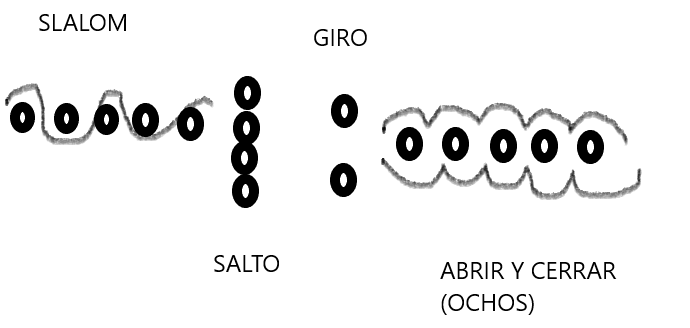 SLALOM
GIRO
SALTO
ABRIR Y CERRAR
(OCHOS)